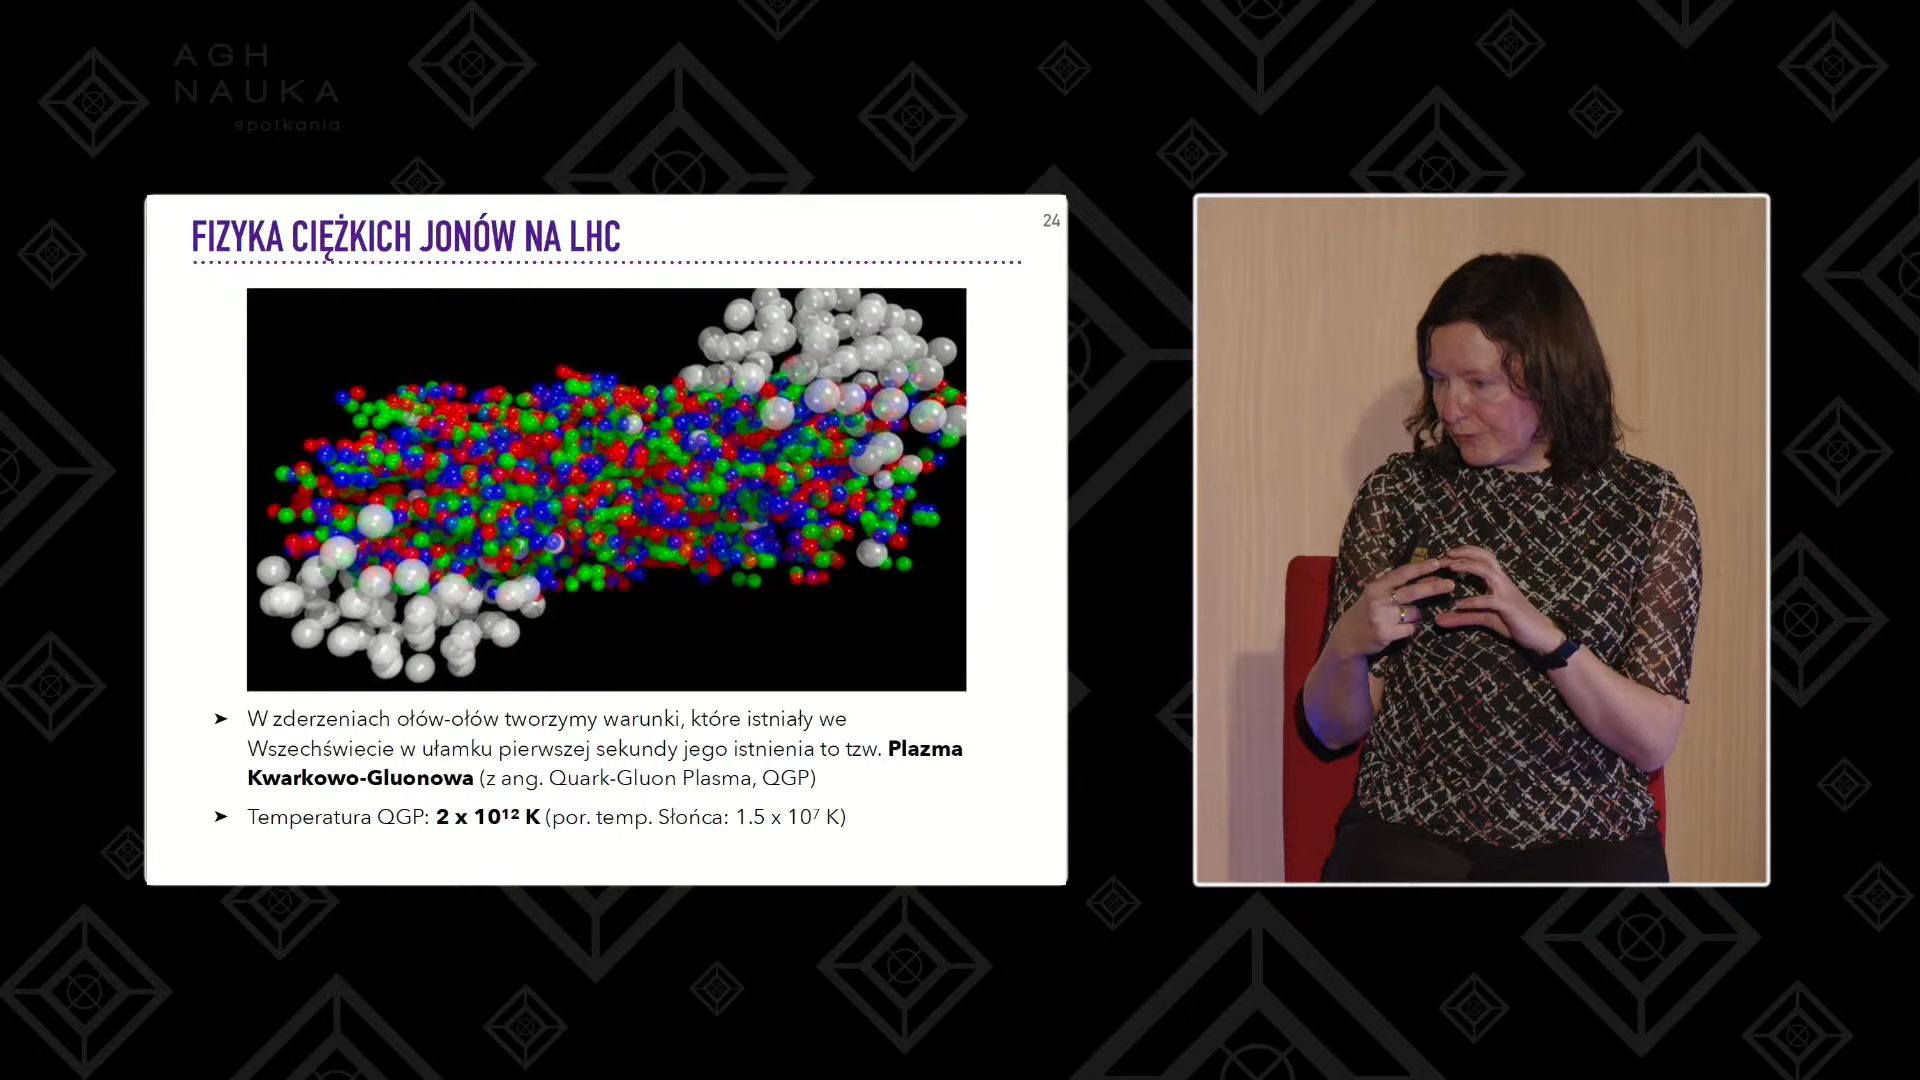 AGH
NAUKA
spotkania
24
FIZYKA CIĘŻKICH JONÓW NA LHC
➤ W zderzeniach ołów-ołów tworzymy warunki, które istniały we
Wszechświecie w ułamku pierwszej sekundy jego istnienia to tzw. Plazma
Kwarkowo-Gluonowa (z ang. Quark-Gluon Plasma, QGP)
➤ Temperatura QGP: 2 x 10¹² K (por. temp. Słońca: 1.5 x 10⁷ K)